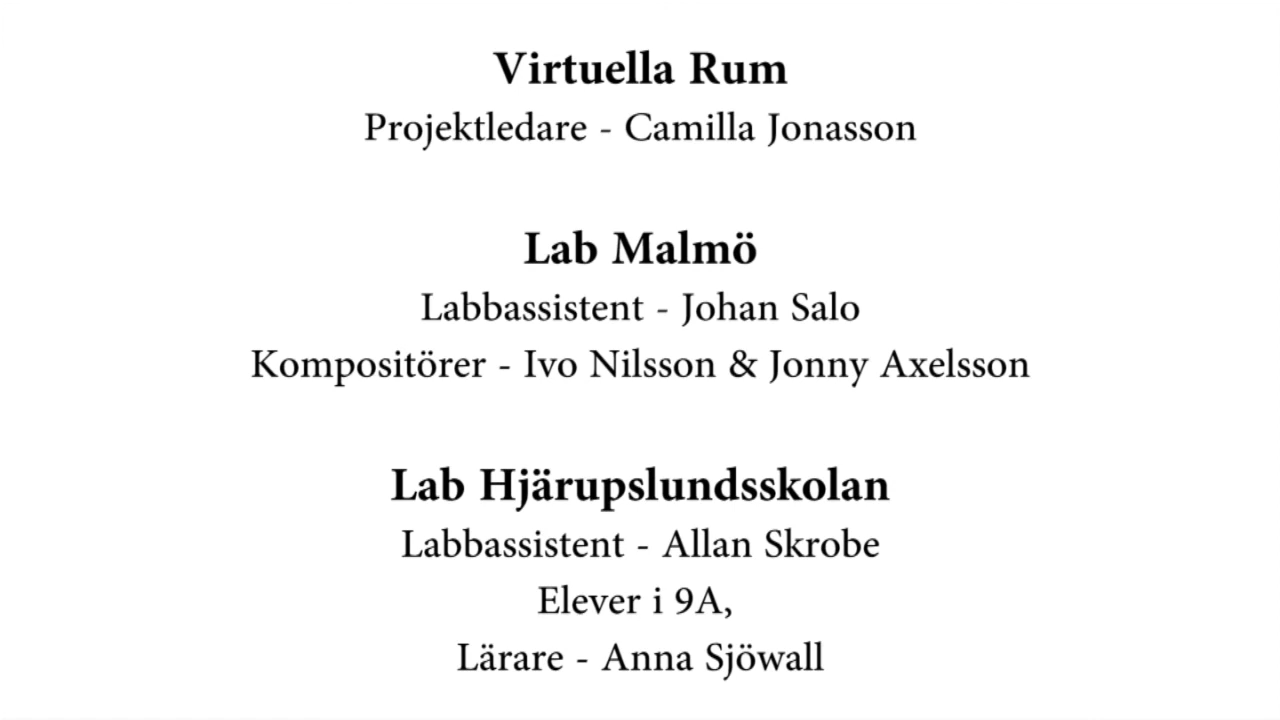 Virtuella Rum
Projektledare - Camilla Jonasson
Lab Malmö
Labbassistent - Johan Salo
Kompositörer - Ivo Nilsson & Jonny Axelsson
Lab Hjärupslundsskolan
Labbassistent - Allan Skrobe
Elever i 9A,
Lärare - Anna Sjöwall